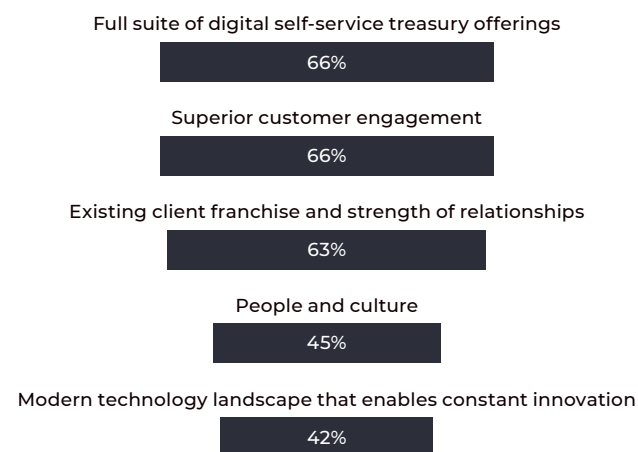 Full suite of digital self-service treasury offerings
66%
Superior customer engagement
66%
Existing client franchise and strength of relationships
63%
People and culture
45%
Modern technology landscape that enables constant innovation
42%